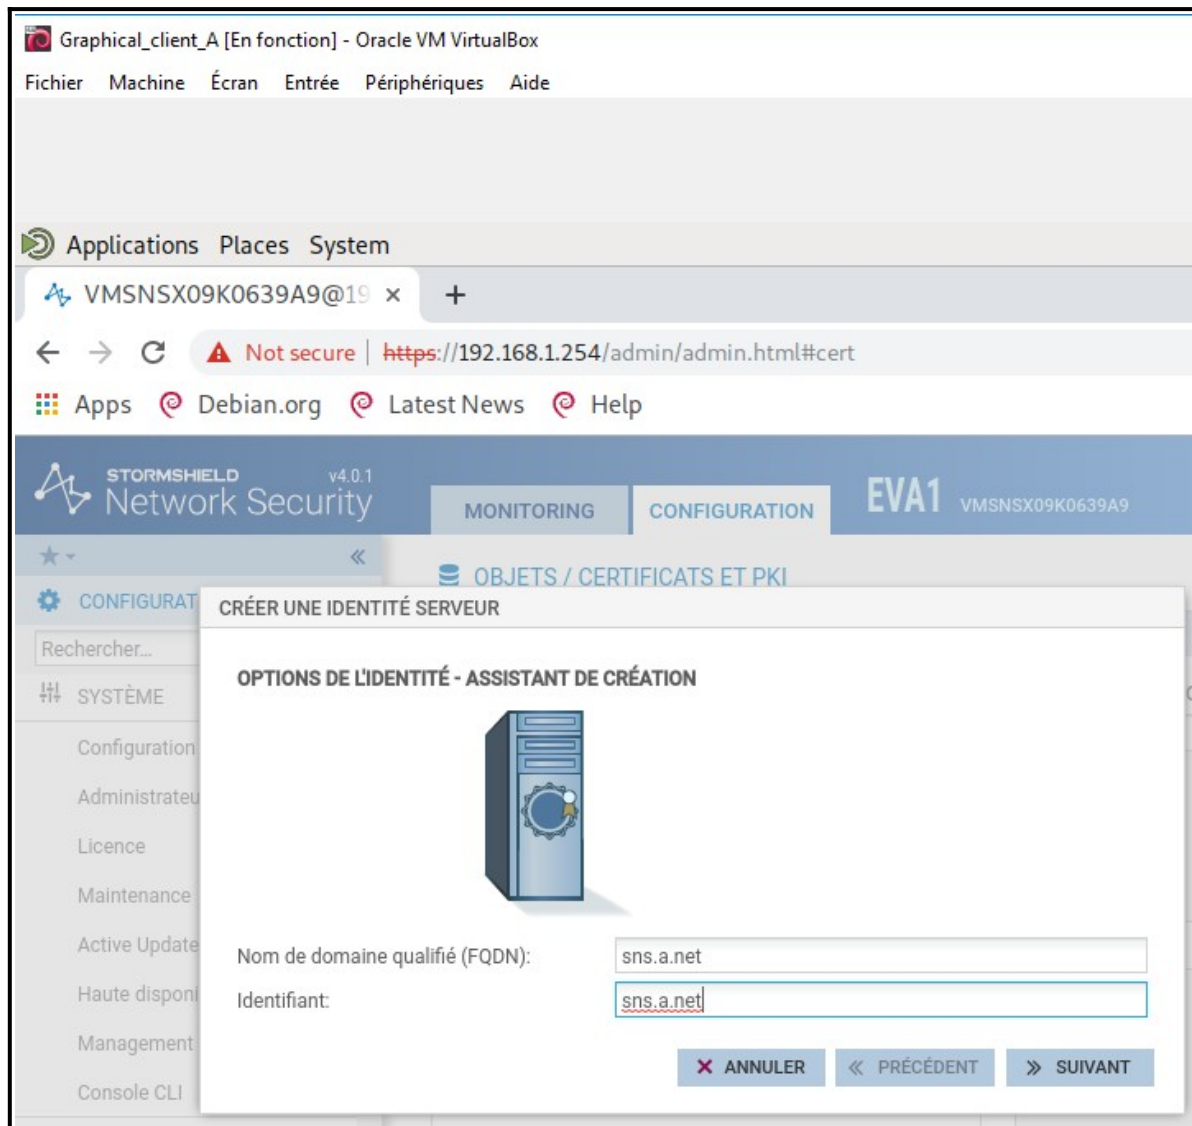 Graphical_client_A [En fonction] - Oracle VM VirtualBox
Fichier Machine Écran Entrée Périphériques Aide
Applications Places System
VMSNSX09K0639A9@19
Not secure | https://192.168.1.254/admin/admin.html#cert
Apps Debian.org Latest News Help
STORMSHIELD v4.0.1
Network Security
MONITORING CONFIGURATION EVA1 VMSNSX09K0639A9
OBJETS / CERTIFICATS ET PKI
CONFIGURAT
CRÉER UNE IDENTITÉ SERVEUR
Rechercher...
OPTIONS DE L'IDENTITÉ - ASSISTANT DE CRÉATION
SYSTÈME
Configuration
Administrateu
Licence
Maintenance
Active Update
Nom de domaine qualifié (FQDN): sns.a.net
Haute disponi
Identifiant: sns.a.net
Management
ANNULER PRÉCÉDENT SUIVANT
Console CLI